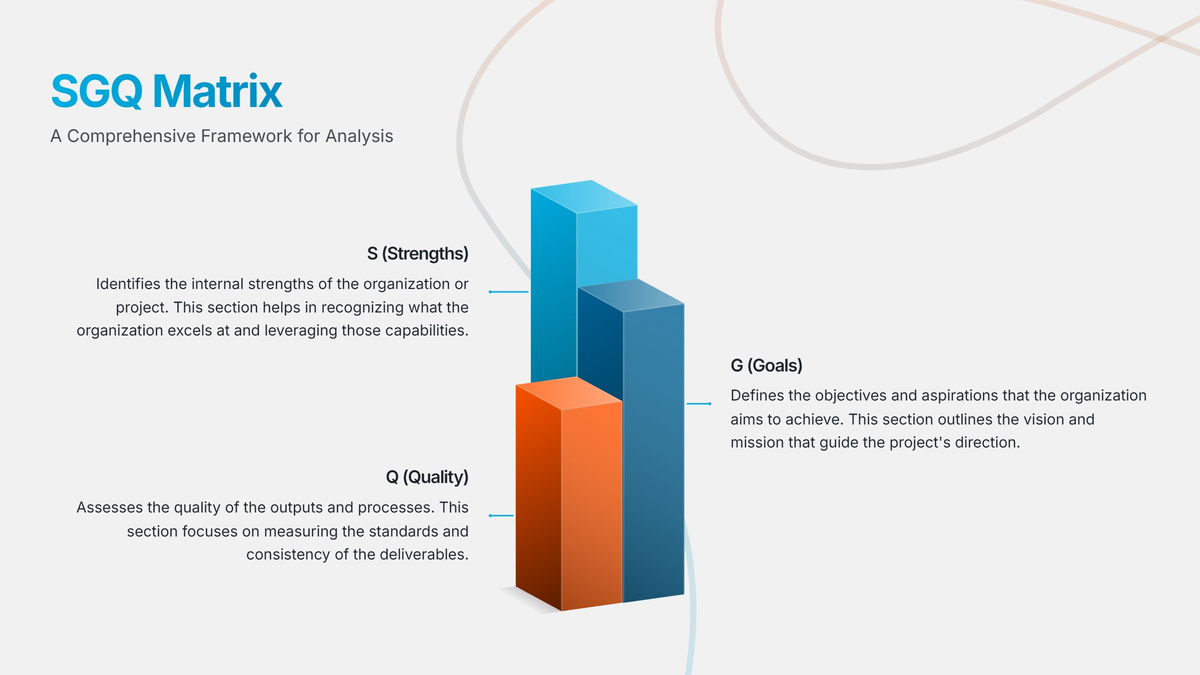 SGQ Matrix
A Comprehensive Framework for Analysis
S (Strengths)
Identifies the internal strengths of the organization or
project. This section helps in recognizing what the
organization excels at and leveraging those capabilities.
G (Goals)
Defines the objectives and aspirations that the organization
aims to achieve. This section outlines the vision and
mission that guide the project's direction.
Q (Quality)
Assesses the quality of the outputs and processes. This
section focuses on measuring the standards and
consistency of the deliverables.